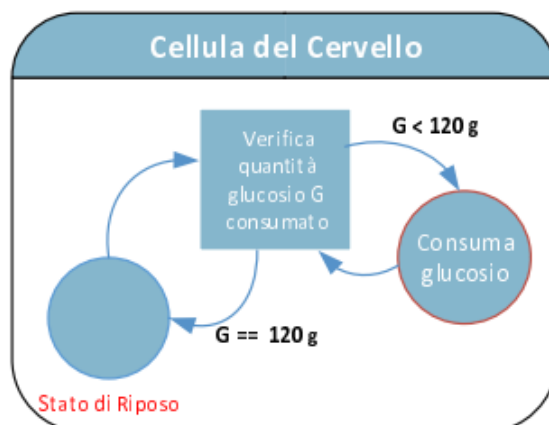 Cellula del Cervello
Verifica
quantità
glucosio G
consumato
G < 120 g
Consuma
glucosio
G == 120 g
Stato di Riposo